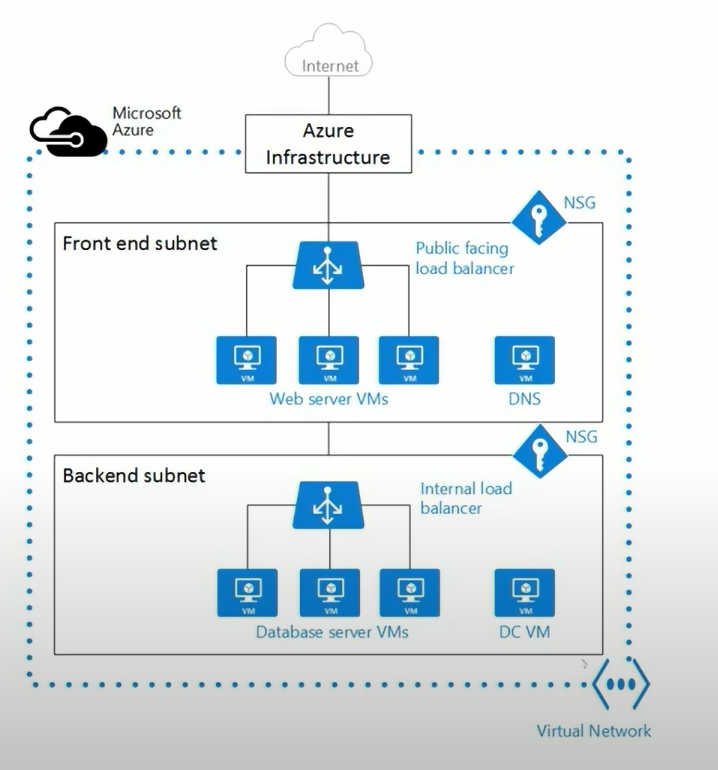 Internet
Microsoft
Azure
Azure
Infrastructure
NSG
Front end subnet
Public facing
load balancer
VM
VM
VM
VM
Web server VMs
DNS
NSG
Backend subnet
Internal load
balancer
VM
VM
VM
VM
Database server VMs
DC VM
Virtual Network